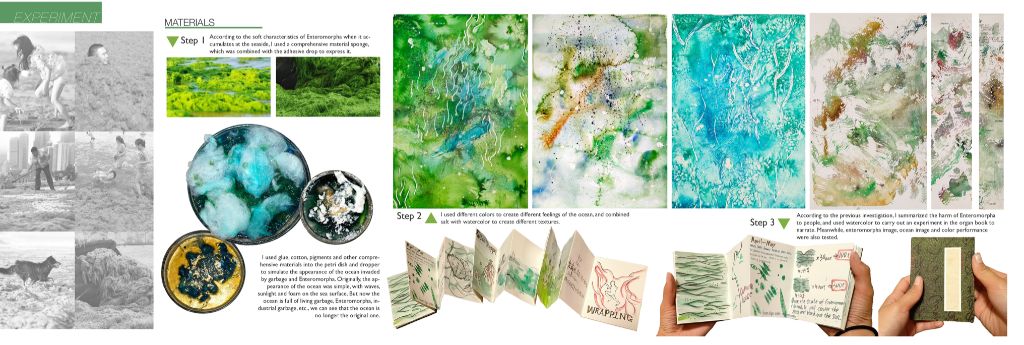 EXPERIMENT
MATERIALS
Step 1
According to the soft characteristics of Enteromorpha when it ac-
cumulates at the seaside, I used a comprehensive material sponge,
which was combined with the adhesive drop to express it.
I used glue, cotton, pigments and other compre-
hensive materials into the petri dish and dropper
to simulate the appearance of the ocean invaded
by garbage and Enteromorpha. Originally, the ap-
pearance of the ocean was simple, with waves,
sunlight and foam on the sea surface. But now the
ocean is full of living garbage, Enteromorpha, in-
dustrial garbage, etc., we can see that the ocean is
no longer the original one.
Step 2
I used different colors to create different feelings of the ocean, and combined
salt with watercolor to create different textures.
WRAPPING
Step 3
According to the previous investigation, I summarized the harm of Enteromorpha
to people, and used watercolor to carry out an experiment in the organ book to
narrate. Meanwhile, enteromorpha image, ocean image and color performance
were also tested.
April-May